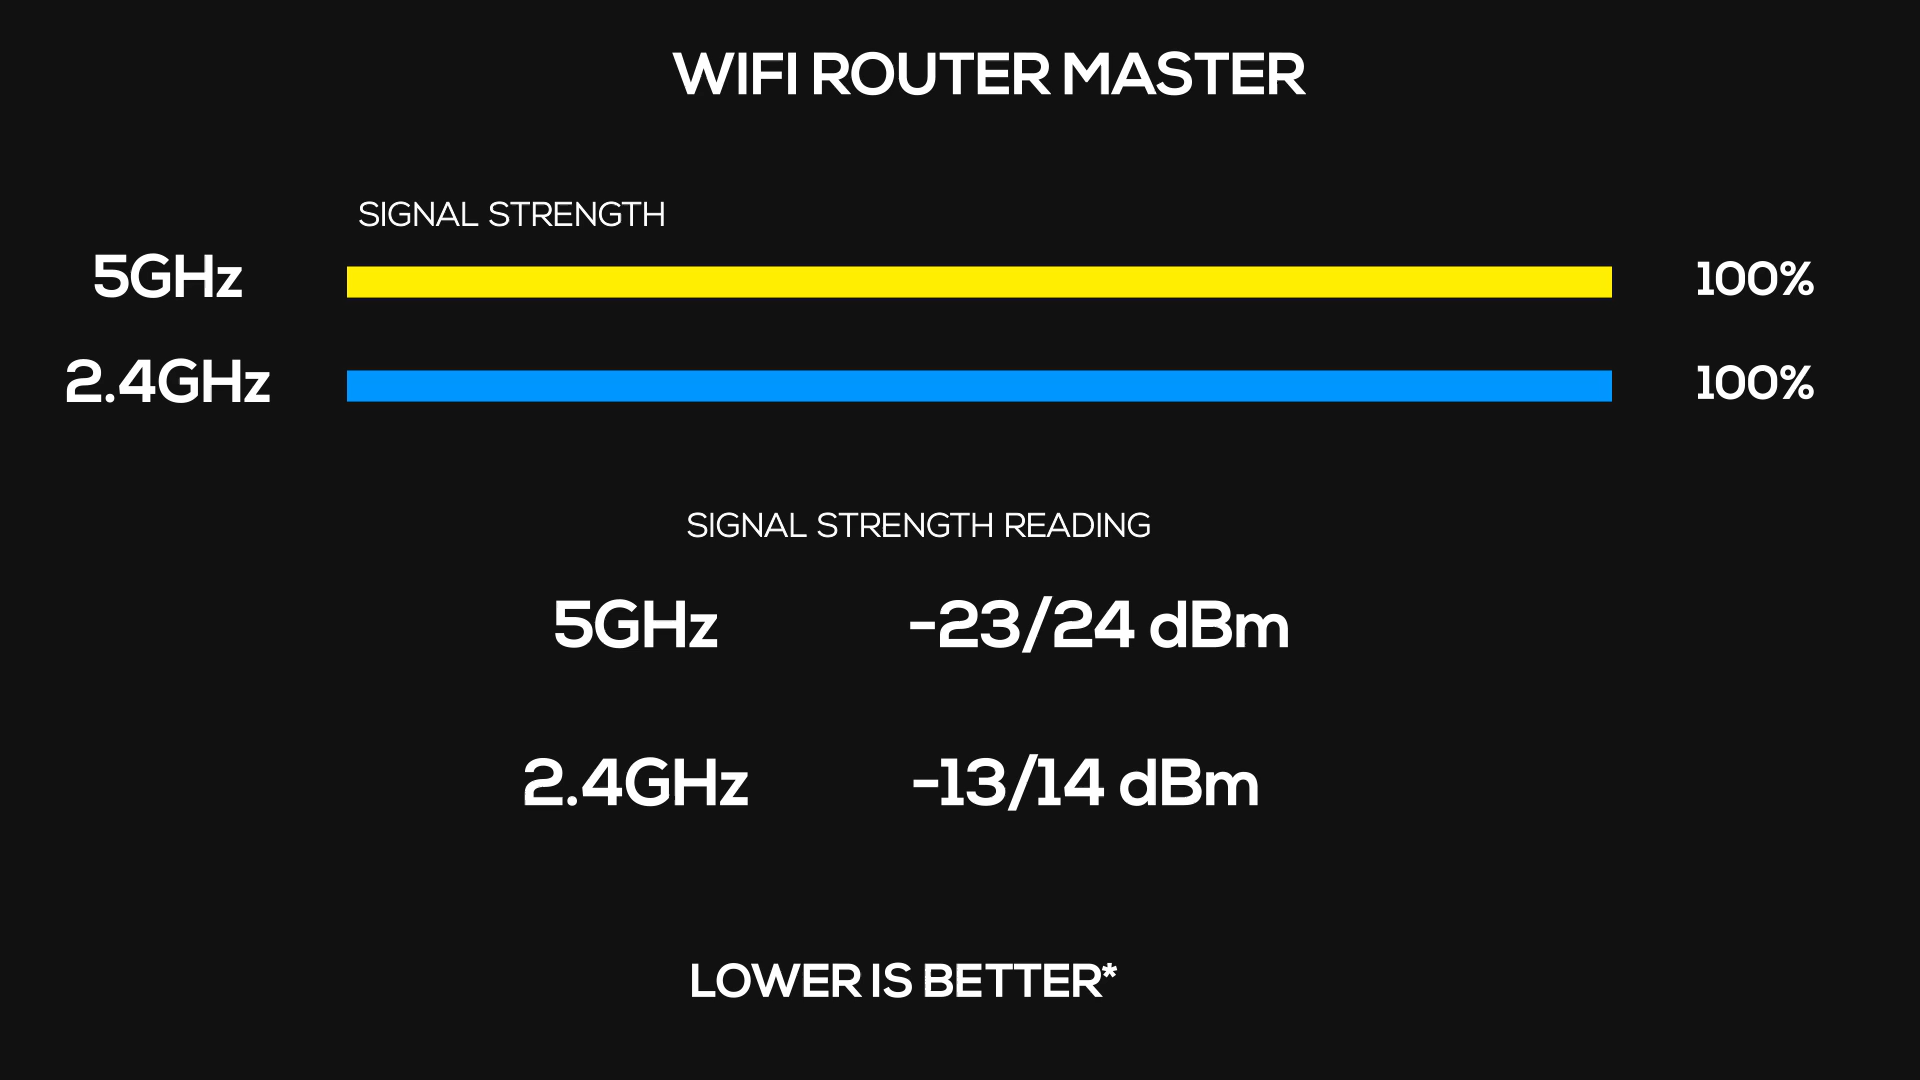 WIFI ROUTER MASTER
SIGNAL STRENGTH
5GHz 100%
2.4GHz 100%
SIGNAL STRENGTH READING
5GHz -23/24 dBm
2.4GHz -13/14 dBm
LOWER IS BETTER*